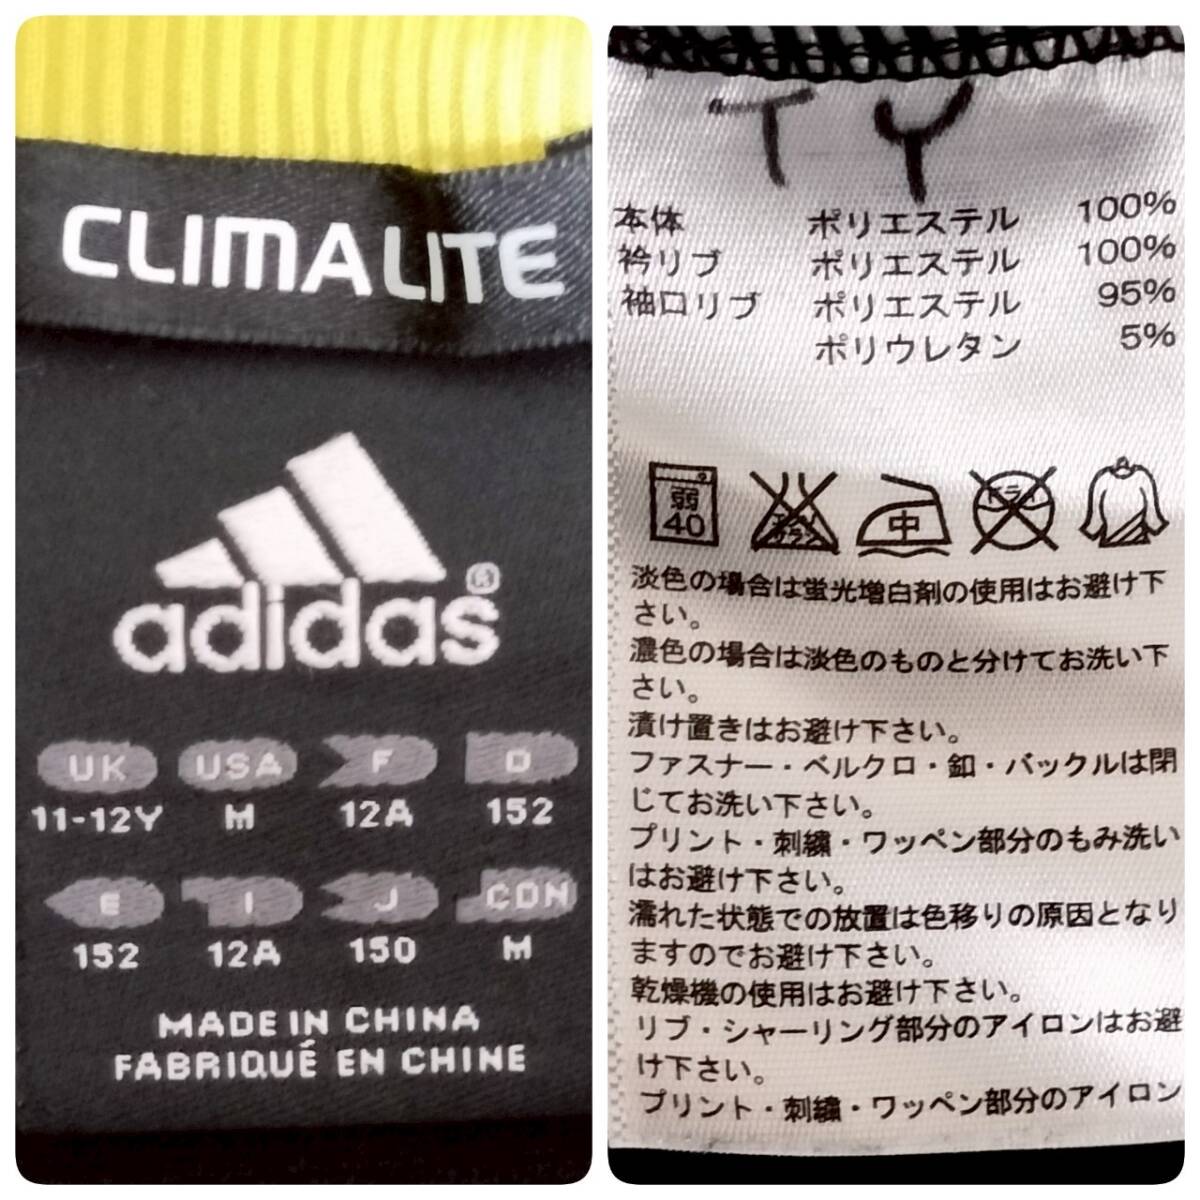 CLIMALITE
adidas®
UK USA F D
11-12Y M 12A 152
E I J CDN
152 12A 150 M
MADE IN CHINA
FABRIQUÉ EN CHINE
TY
本体 ポリエステル 100%
衿リブ ポリエステル 100%
袖口リブ ポリエステル 95%
ポリウレタン 5%
弱 中
40
淡色の場合は蛍光増白剤の使用はお避け下
さい。
濃色の場合は淡色のものと分けてお洗い下
さい。
漬け置きはお避け下さい。
ファスナー・ベルクロ・釦・バックルは閉
じてお洗い下さい。
プリント・刺繍・ワッペン部分のもみ洗い
はお避け下さい。
濡れた状態での放置は色移りの原因となり
ますのでお避け下さい。
乾燥機の使用はお避け下さい。
リブ・シャーリング部分のアイロンはお避
け下さい。
プリント・刺繍・ワッペン部分のアイロン